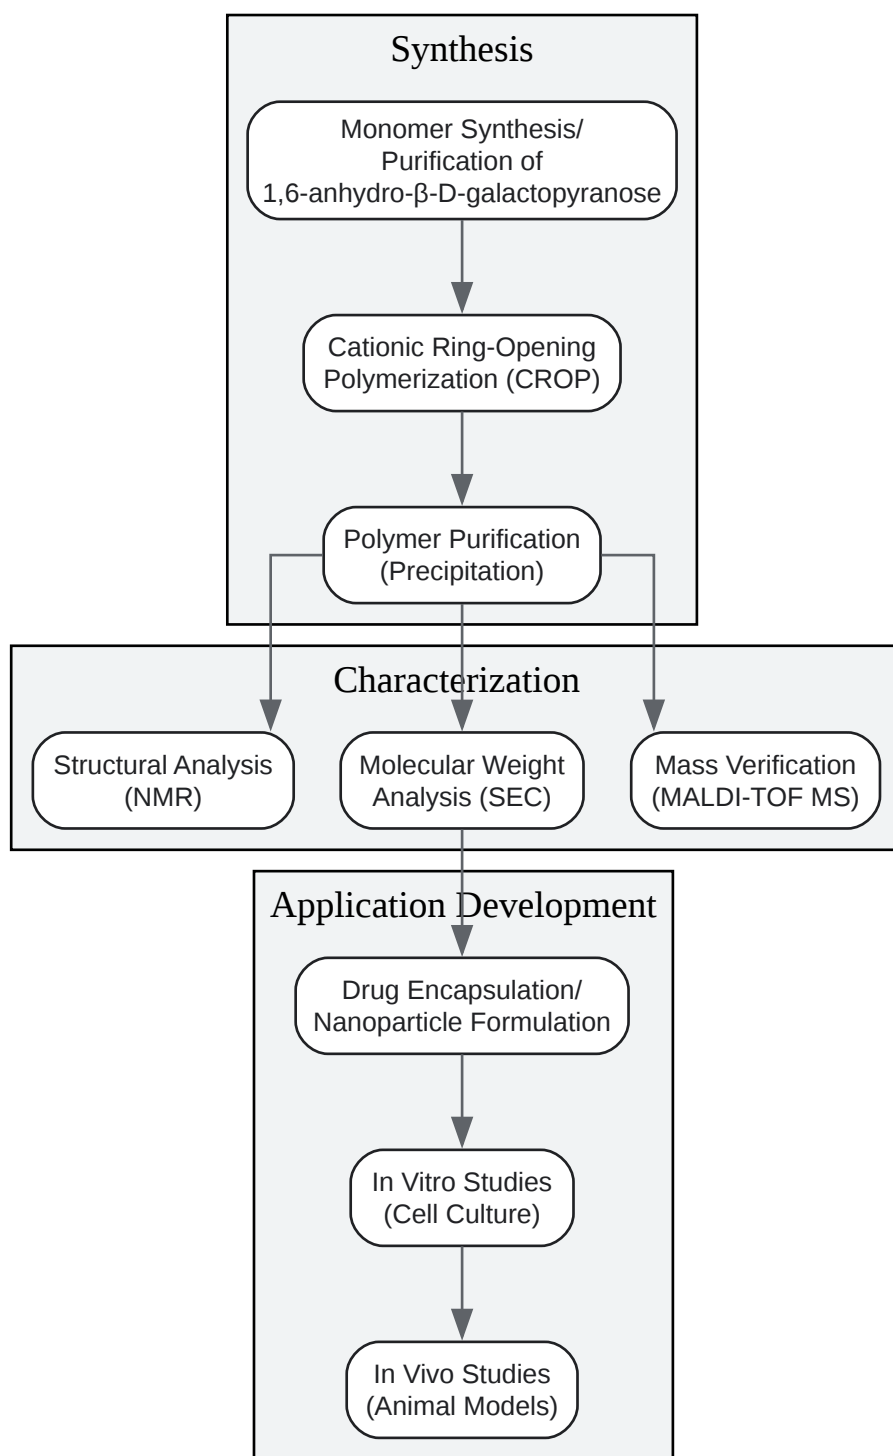 Synthesis
Monomer Synthesis/
Purification of
1,6-anhydro-β-D-galactopyranose
Cationic Ring-Opening
Polymerization (CROP)
Polymer Purification
(Precipitation)
Characterization
Structural Analysis
(NMR)
Molecular Weight
Analysis (SEC)
Mass Verification
(MALDI-TOF MS)
Application Development
Drug Encapsulation/
Nanoparticle Formulation
In Vitro Studies
(Cell Culture)
In Vivo Studies
(Animal Models)